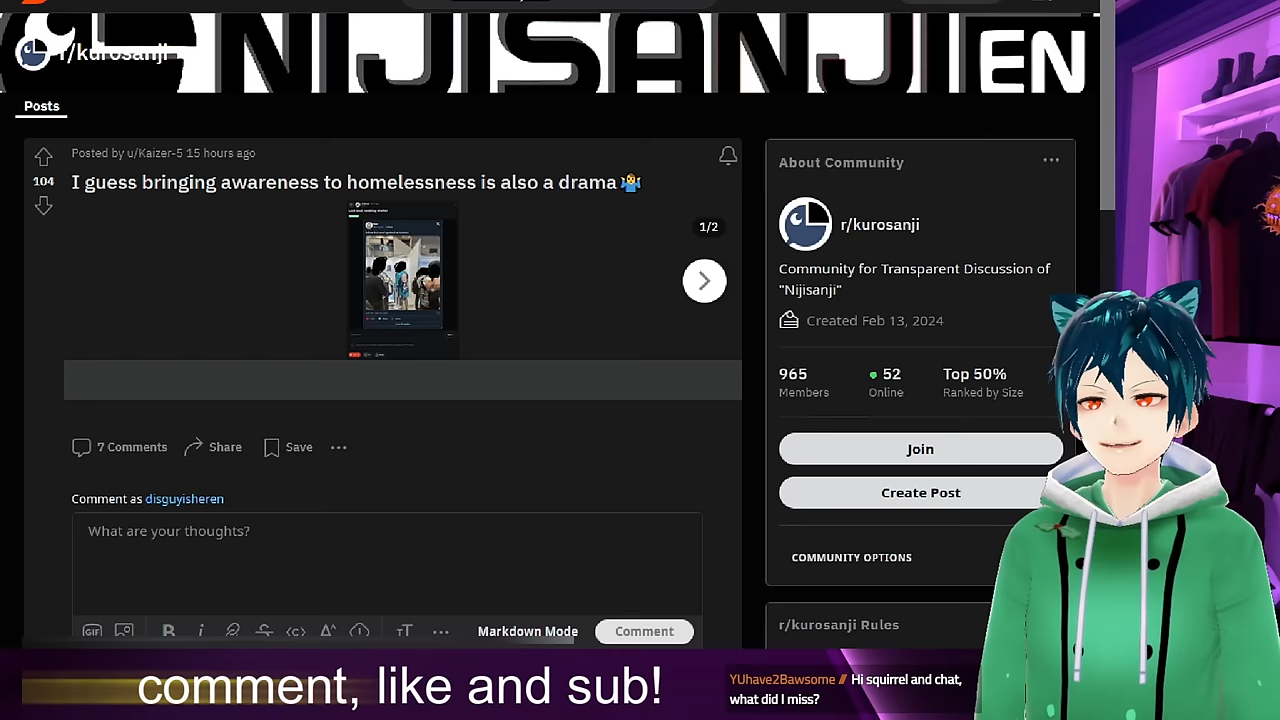 NIJISANJI EN
r/kurosanji
Posts
Posted by u/Kaizer-5 15 hours ago
104
I guess bringing awareness to homelessness is also a drama🤷
1/2
7 Comments
Share
Save
Comment as disguyisheren
What are your thoughts?
GIF
B
i
Markdown Mode
Comment
About Community
r/kurosanji
Community for Transparent Discussion of
"Nijisanji"
Created Feb 13, 2024
965
52
Top 50%
Members
Online
Ranked by Size
Join
Create Post
COMMUNITY OPTIONS
r/kurosanji Rules
comment, like and sub!
YUhave2Bawsome // Hi squirrel and chat,
what did I miss?